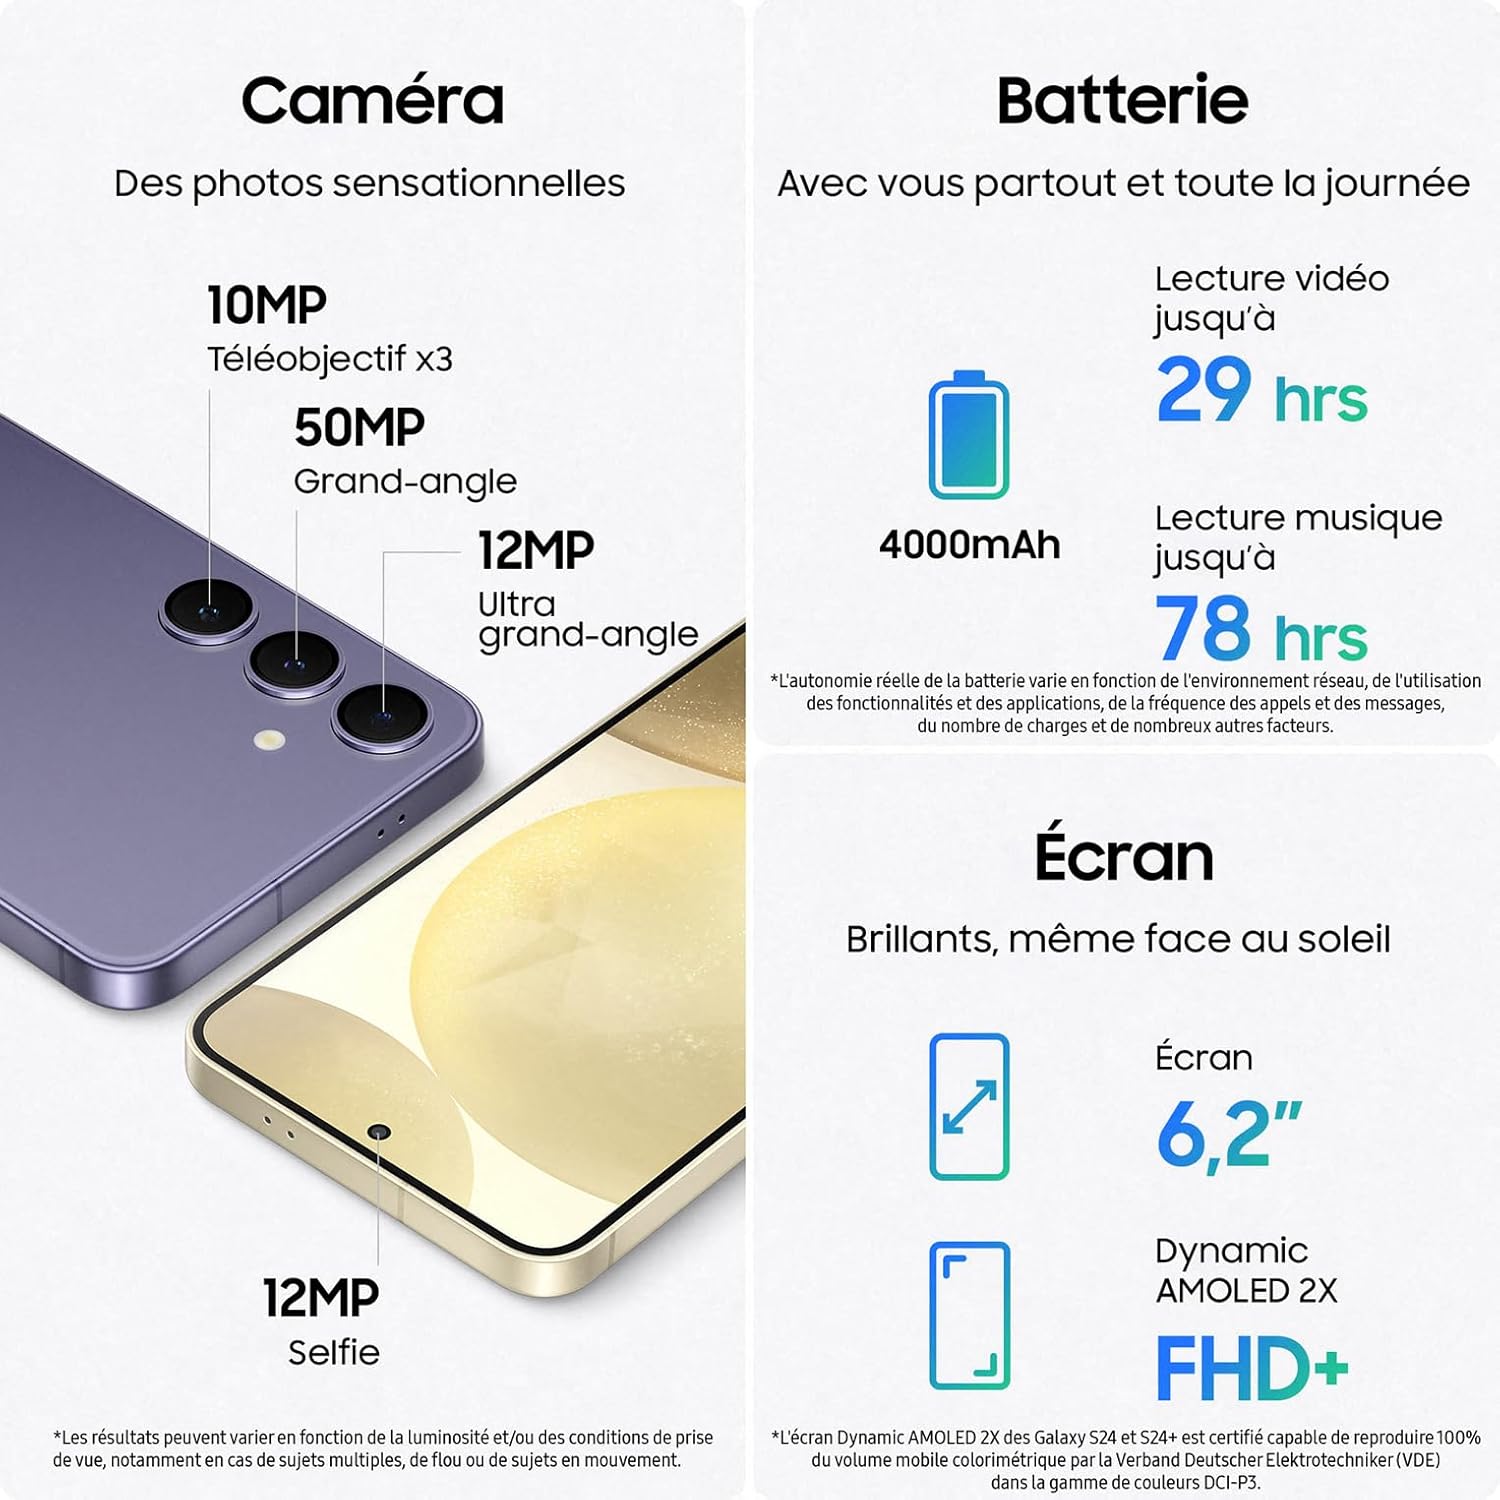 Caméra
Des photos sensationnelles
10MP
Téléobjectif x3
50MP
Grand-angle
12MP
Ultra
grand-angle
12MP
Selfie
*Les résultats peuvent varier en fonction de la luminosité et/ou des conditions de prise
de vue, notamment en cas de sujets multiples, de flou ou de sujets en mouvement.
Batterie
Avec vous partout et toute la journée
4000mAh
Lecture vidéo
jusqu'à
29 hrs
Lecture musique
jusqu'à
78 hrs
*L'autonomie réelle de la batterie varie en fonction de l'environnement réseau, de l'utilisation
des fonctionnalités et des applications, de la fréquence des appels et des messages,
du nombre de charges et de nombreux autres facteurs.
Écran
Brillants, même face au soleil
Écran
6,2"
Dynamic
AMOLED 2X
FHD+
*L'écran Dynamic AMOLED 2X des Galaxy S24 et S24+ est certifié capable de reproduire 100%
du volume mobile colorimétrique par la Verband Deutscher Elektrotechniker (VDE)
dans la gamme de couleurs DCI-P3.